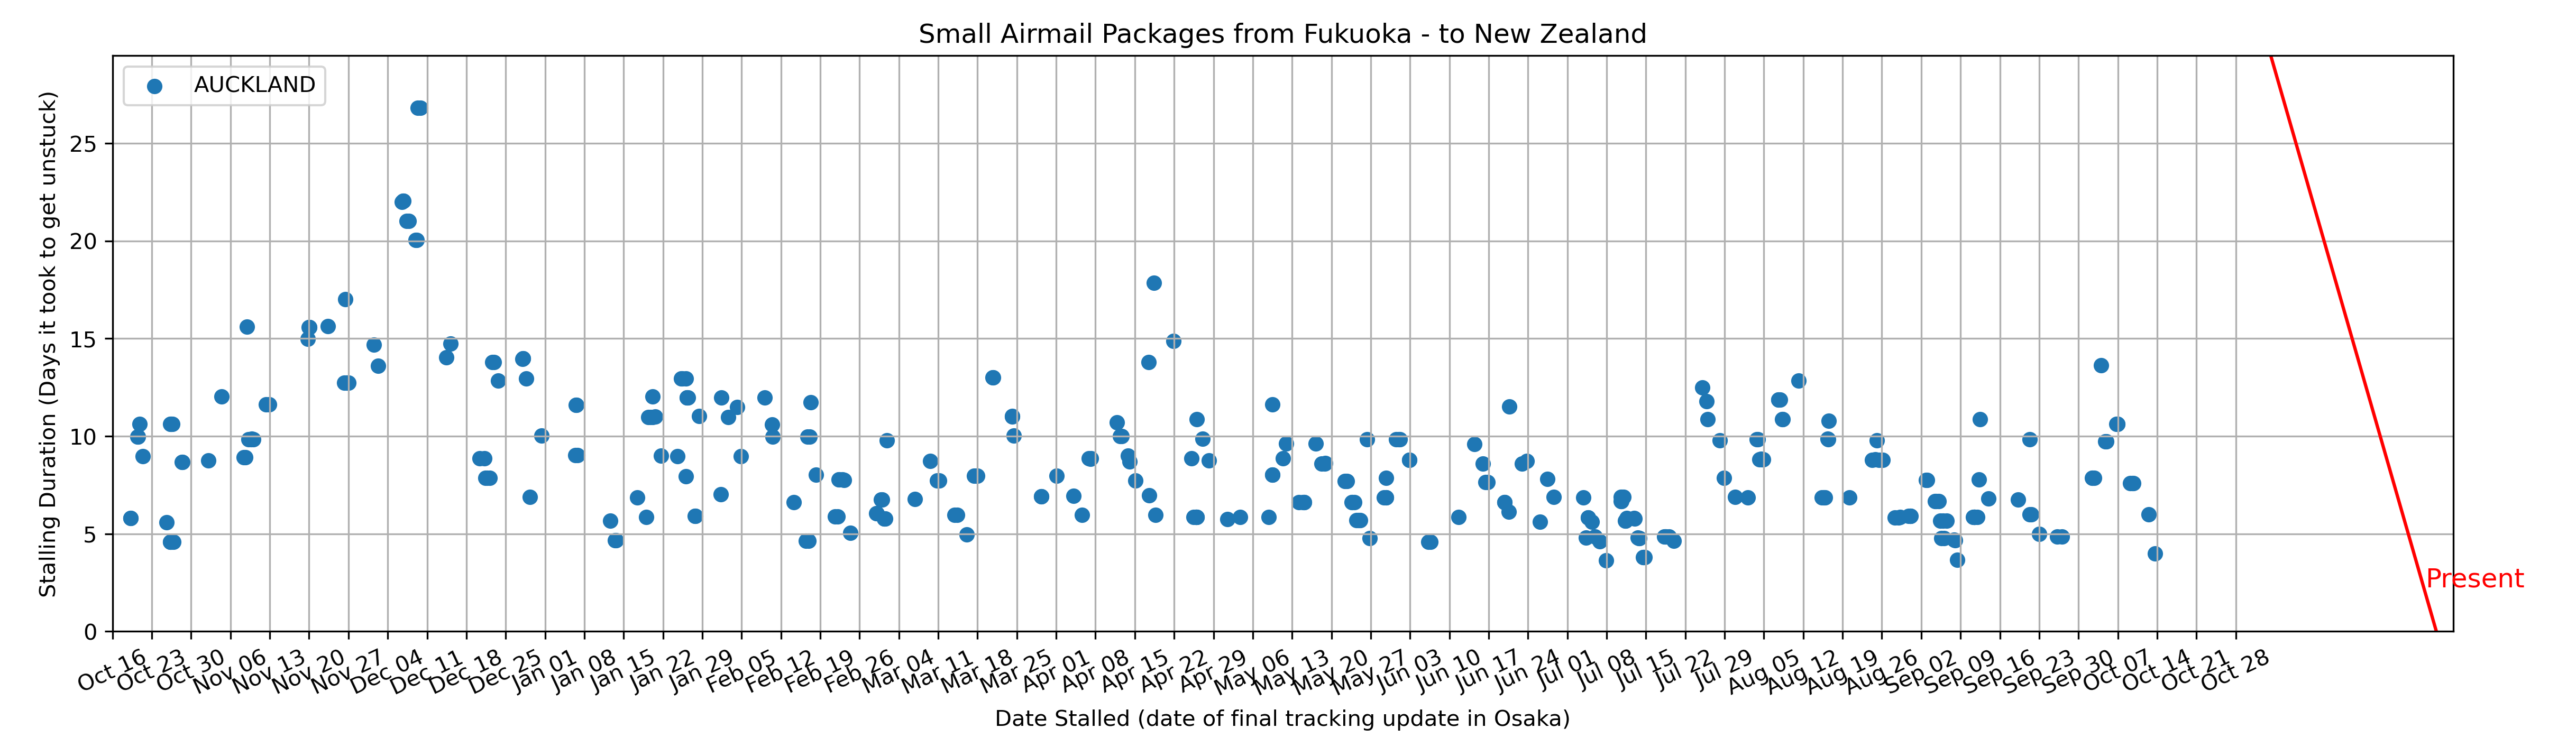 Small Airmail Packages from Fukuoka - to New Zealand
AUCKLAND
Stalling Duration (Days it took to get unstuck)
25
20
15
10
5
0
Present
Oct 16
Oct 23
Oct 30
Nov 06
Nov 13
Nov 20
Nov 27
Dec 04
Dec 11
Dec 18
Dec 25
Jan 01
Jan 08
Jan 15
Jan 22
Jan 29
Feb 05
Feb 12
Feb 19
Feb 26
Mar 04
Mar 11
Mar 18
Mar 25
Apr 01
Apr 08
Apr 15
Apr 22
Apr 29
May 06
May 13
May 20
May 27
Jun 03
Jun 10
Jun 17
Jun 24
Jul 01
Jul 08
Jul 15
Jul 22
Jul 29
Aug 05
Aug 12
Aug 19
Aug 26
Sep 02
Sep 09
Sep 16
Sep 23
Sep 30
Oct 07
Oct 14
Oct 21
Oct 28
Date Stalled (date of final tracking update in Osaka)